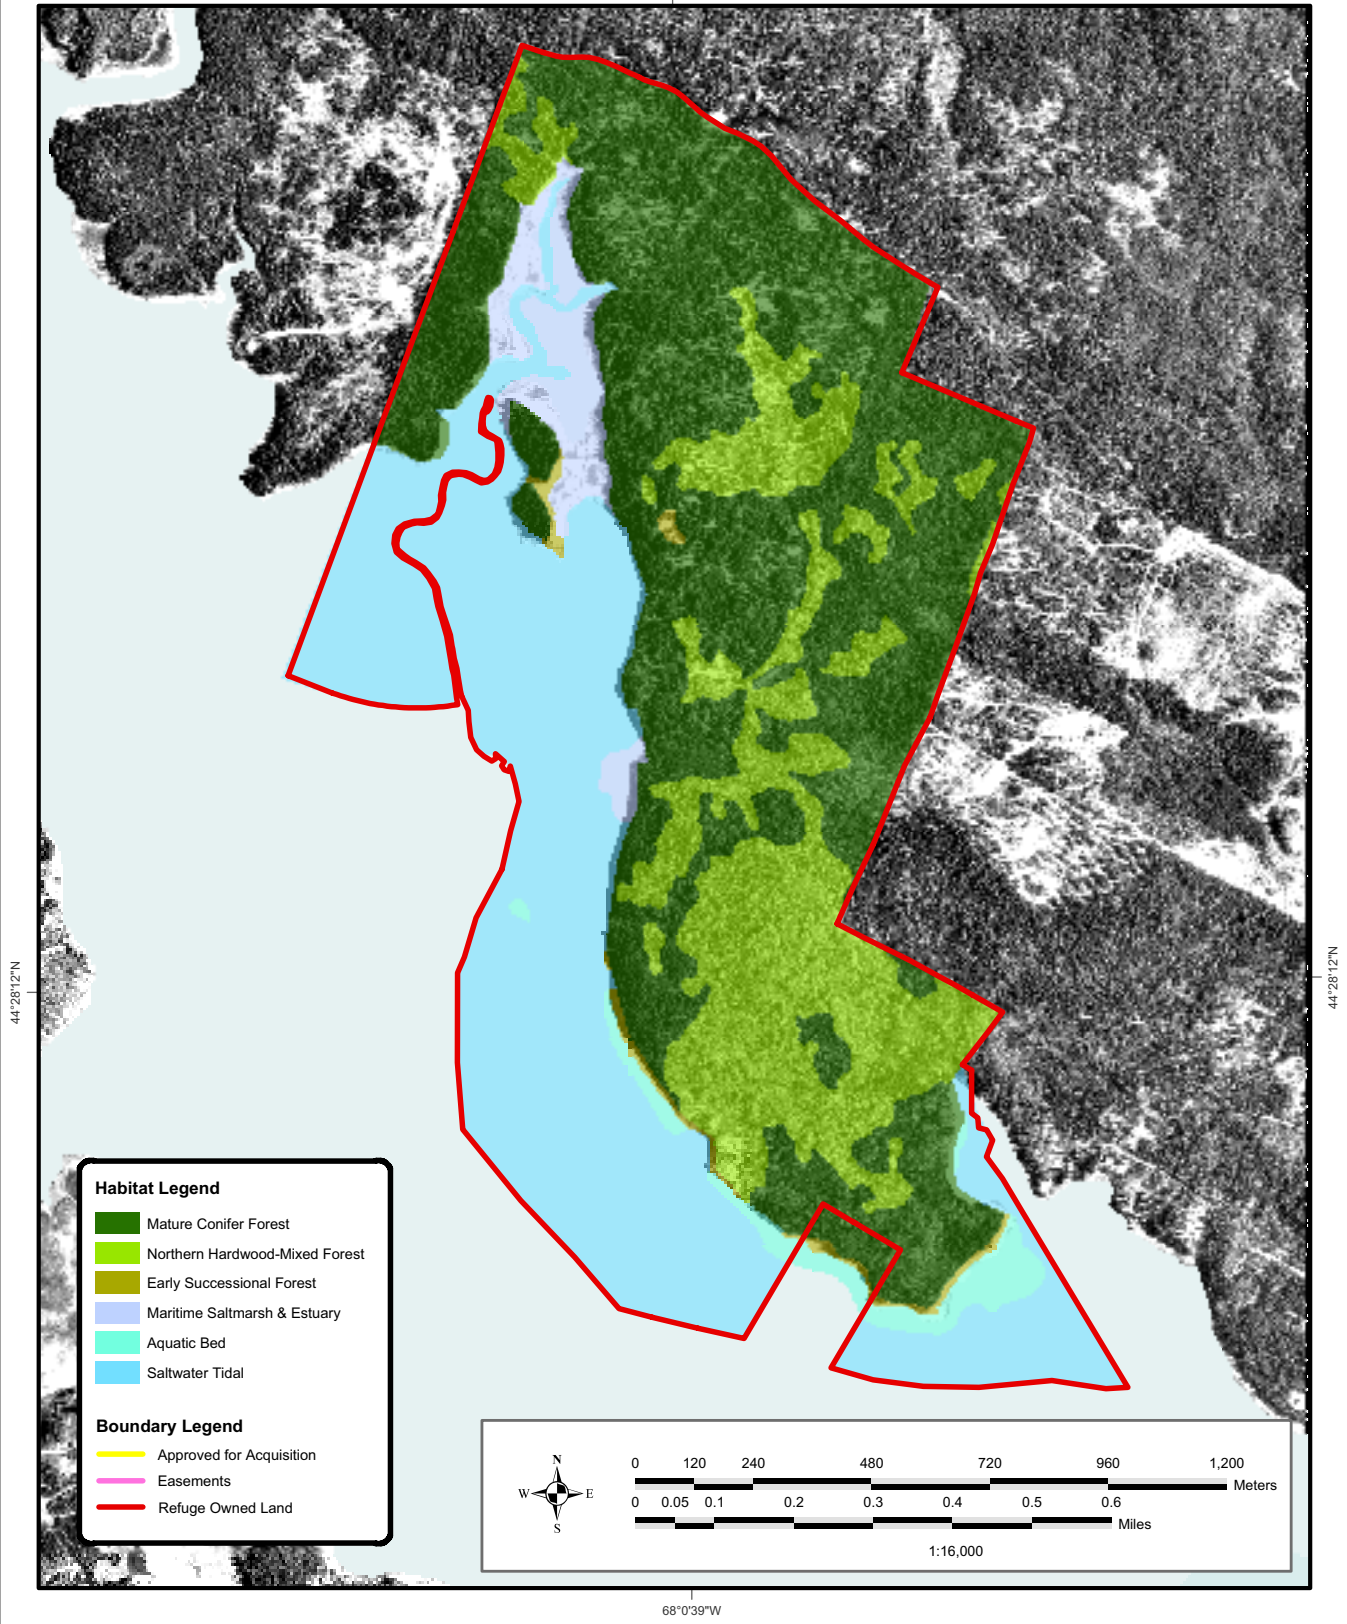 44°28'12"N
44°28'12"N
Habitat Legend
Mature Conifer Forest
Northern Hardwood-Mixed Forest
Early Successional Forest
Maritime Saltmarsh & Estuary
Aquatic Bed
Saltwater Tidal
Boundary Legend
Approved for Acquisition
Easements
Refuge Owned Land
N
W E
S
0 120 240 480 720 960 1,200
Meters
0 0.05 0.1 0.2 0.3 0.4 0.5 0.6
Miles
1:16,000
68°0'39"W